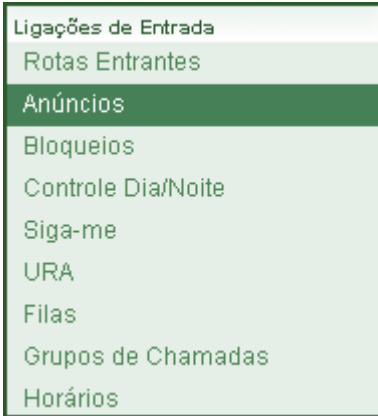 Ligações de Entrada
Rotas Entrantes
Anúncios
Bloqueios
Controle Dia/Noite
Siga-me
URA
Filas
Grupos de Chamadas
Horários